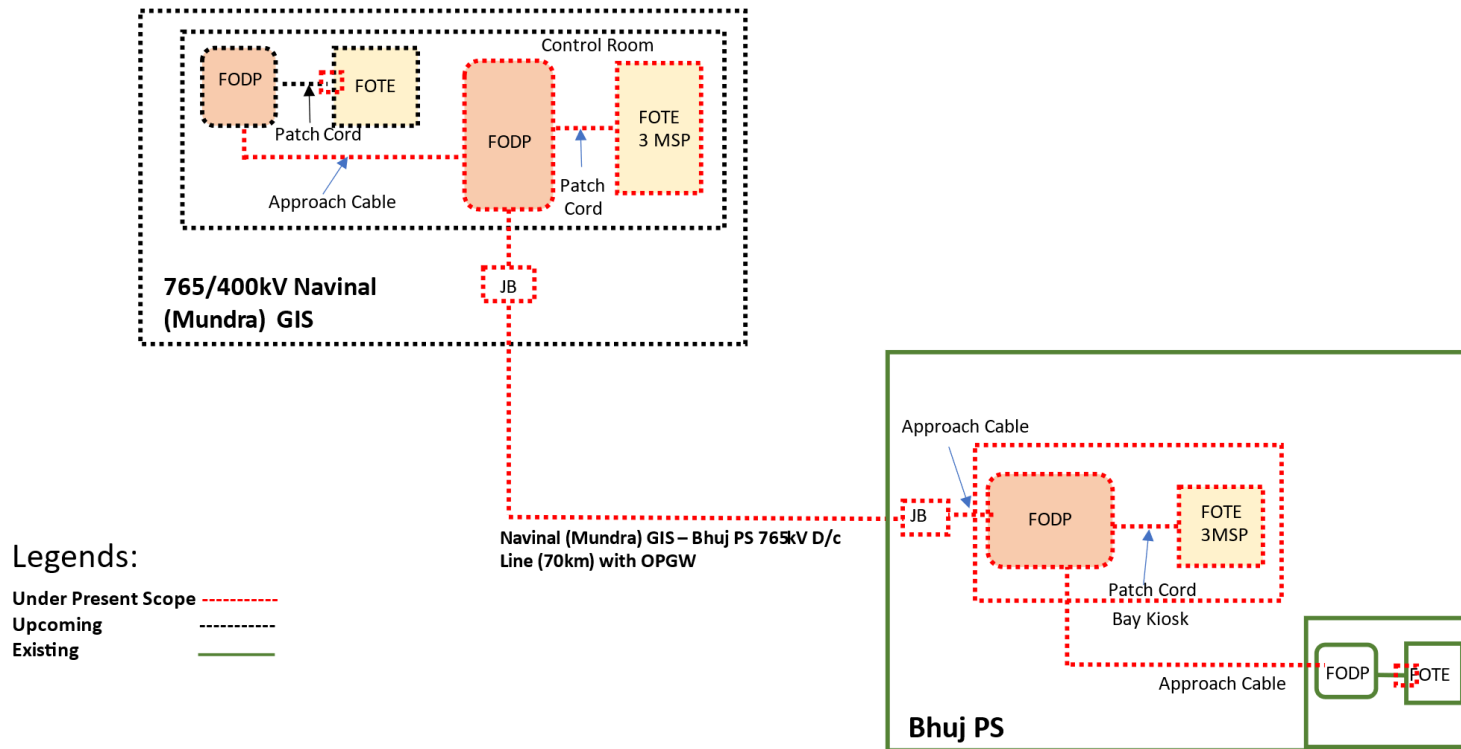 Control Room
FODP
FOTE
Patch Cord
Approach Cable
FODP
Patch
Cord
FOTE
3 MSP
JB
765/400kV Navinal
(Mundra) GIS
Navinal (Mundra) GIS – Bhuj PS 765kV D/c
Line (70km) with OPGW
Approach Cable
JB
FODP
FOTE
3MSP
Patch Cord
Bay Kiosk
Approach Cable
FODP
FOTE
Bhuj PS
Legends:
Under Present Scope
Upcoming
Existing